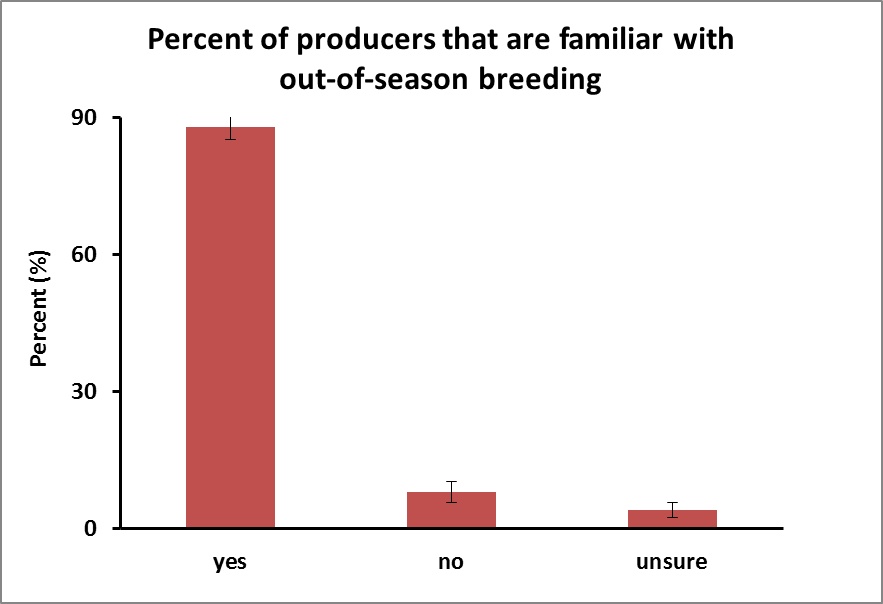 Percent of producers that are familiar with
out-of-season breeding
90
60
30
0
Percent (%)
yes
no
unsure